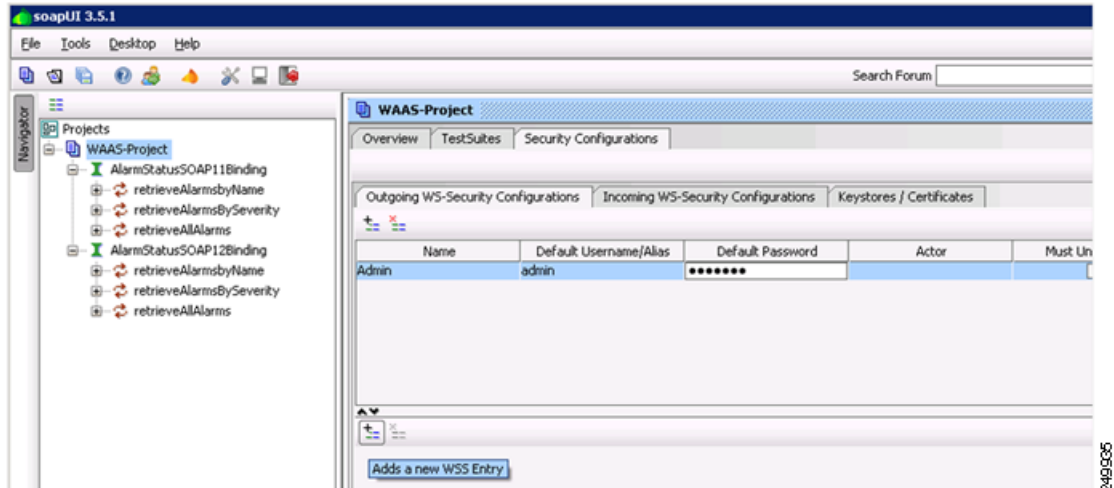 soapUI 3.5.1
File Tools Desktop Help
Search Forum
Navigator
Projects
WAAS-Project
AlarmStatusSOAP11Binding
retrieveAlarmsbyName
retrieveAlarmsBySeverity
retrieveAllAlarms
AlarmStatusSOAP12Binding
retrieveAlarmsbyName
retrieveAlarmsBySeverity
retrieveAllAlarms
WAAS-Project
Overview TestSuites Security Configurations
Outgoing WS-Security Configurations Incoming WS-Security Configurations Keystores / Certificates
Name Default Username/Alias Default Password Actor Must Un
Admin admin •••••••
Adds a new WSS Entry
249935